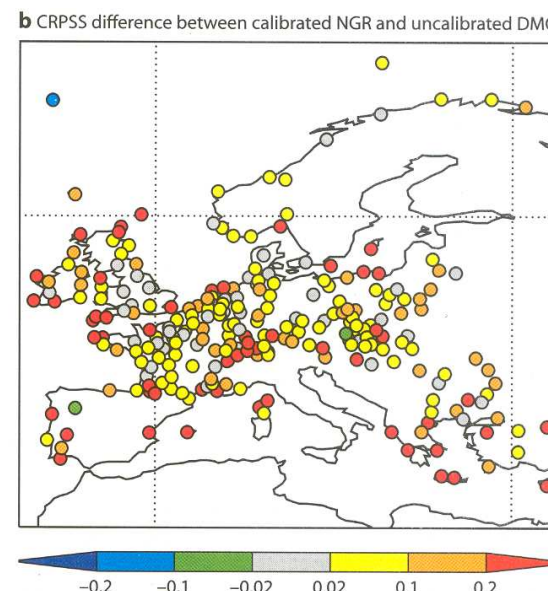 b CRPSS difference between calibrated NGR and uncalibrated DMO
−0.2 −0.1 −0.02 0.02 0.1 0.2